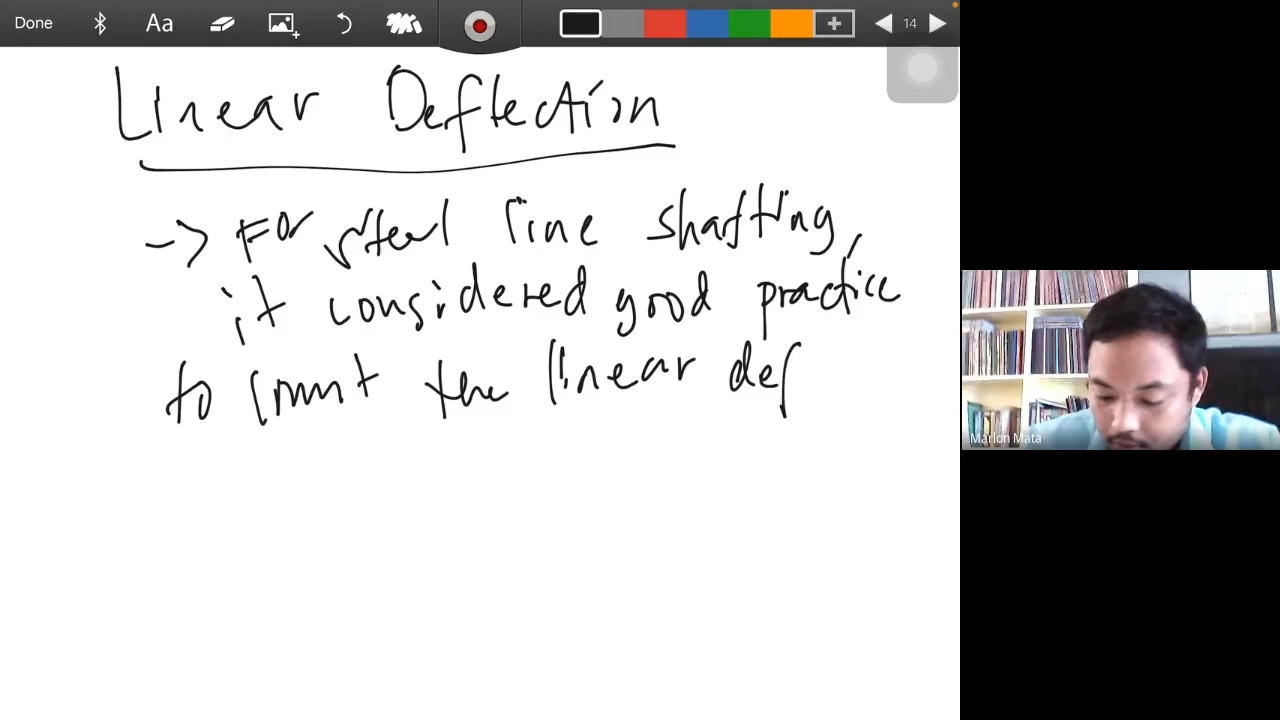 Done
Aa
14
Linear Deflection
-> For steel line shafting,
it considered good practice
to limit the linear def
Marlon Mata